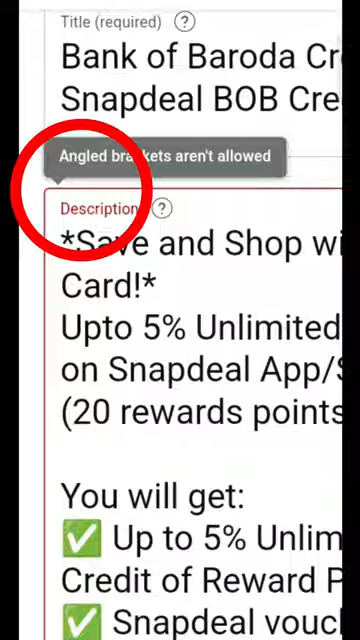 Title (required) ?
Bank of Baroda Cr
Snapdeal BOB Cre
Angled brackets aren't allowed
Description ?
*Save and Shop wi
Card!*
Upto 5% Unlimited
on Snapdeal App/S
(20 rewards points
You will get:
✅ Up to 5% Unlim
Credit of Reward P
✅ Snapdeal vouc